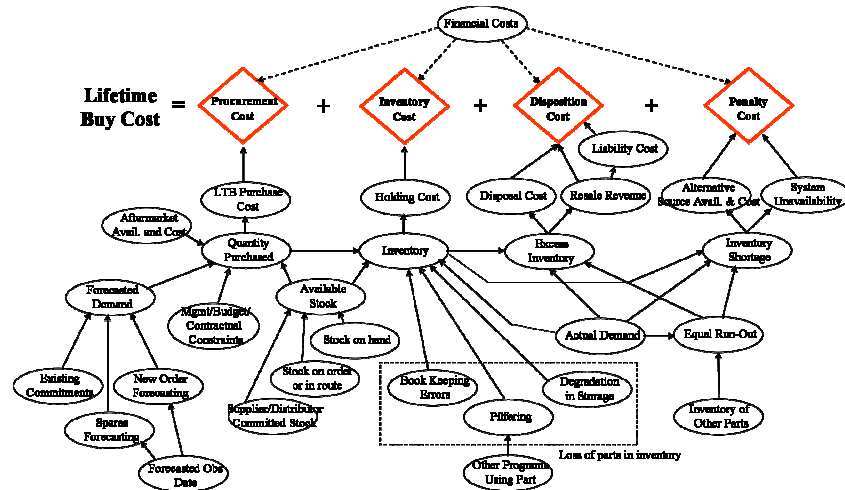 Financial Costs
Lifetime
Buy Cost
=
Procurement
Cost
+
Inventory
Cost
+
Disposition
Cost
+
Penalty
Cost
Liability Cost
LTB Purchase
Cost
Holding Cost
Disposal Cost
Resale Revenue
Alternative
Source Avail. & Cost
System
Unavailability
Aftermarket
Avail. and Cost
Quantity
Purchased
Inventory
Excess
Inventory
Inventory
Shortage
Forecasted
Demand
Mgmt/Budget/
Contractual
Constraints
Available
Stock
Stock on hand
Actual Demand
Equal Run-Out
Existing
Commitments
New Order
Forecasting
Stock on order
or in route
Book Keeping
Errors
Degradation
in Storage
Spares
Forecasting
Supplier/Distributor
Committed Stock
Pilfering
Inventory of
Other Parts
Loss of parts in inventory
Forecasted Obs
Date
Other Programs
Using Part